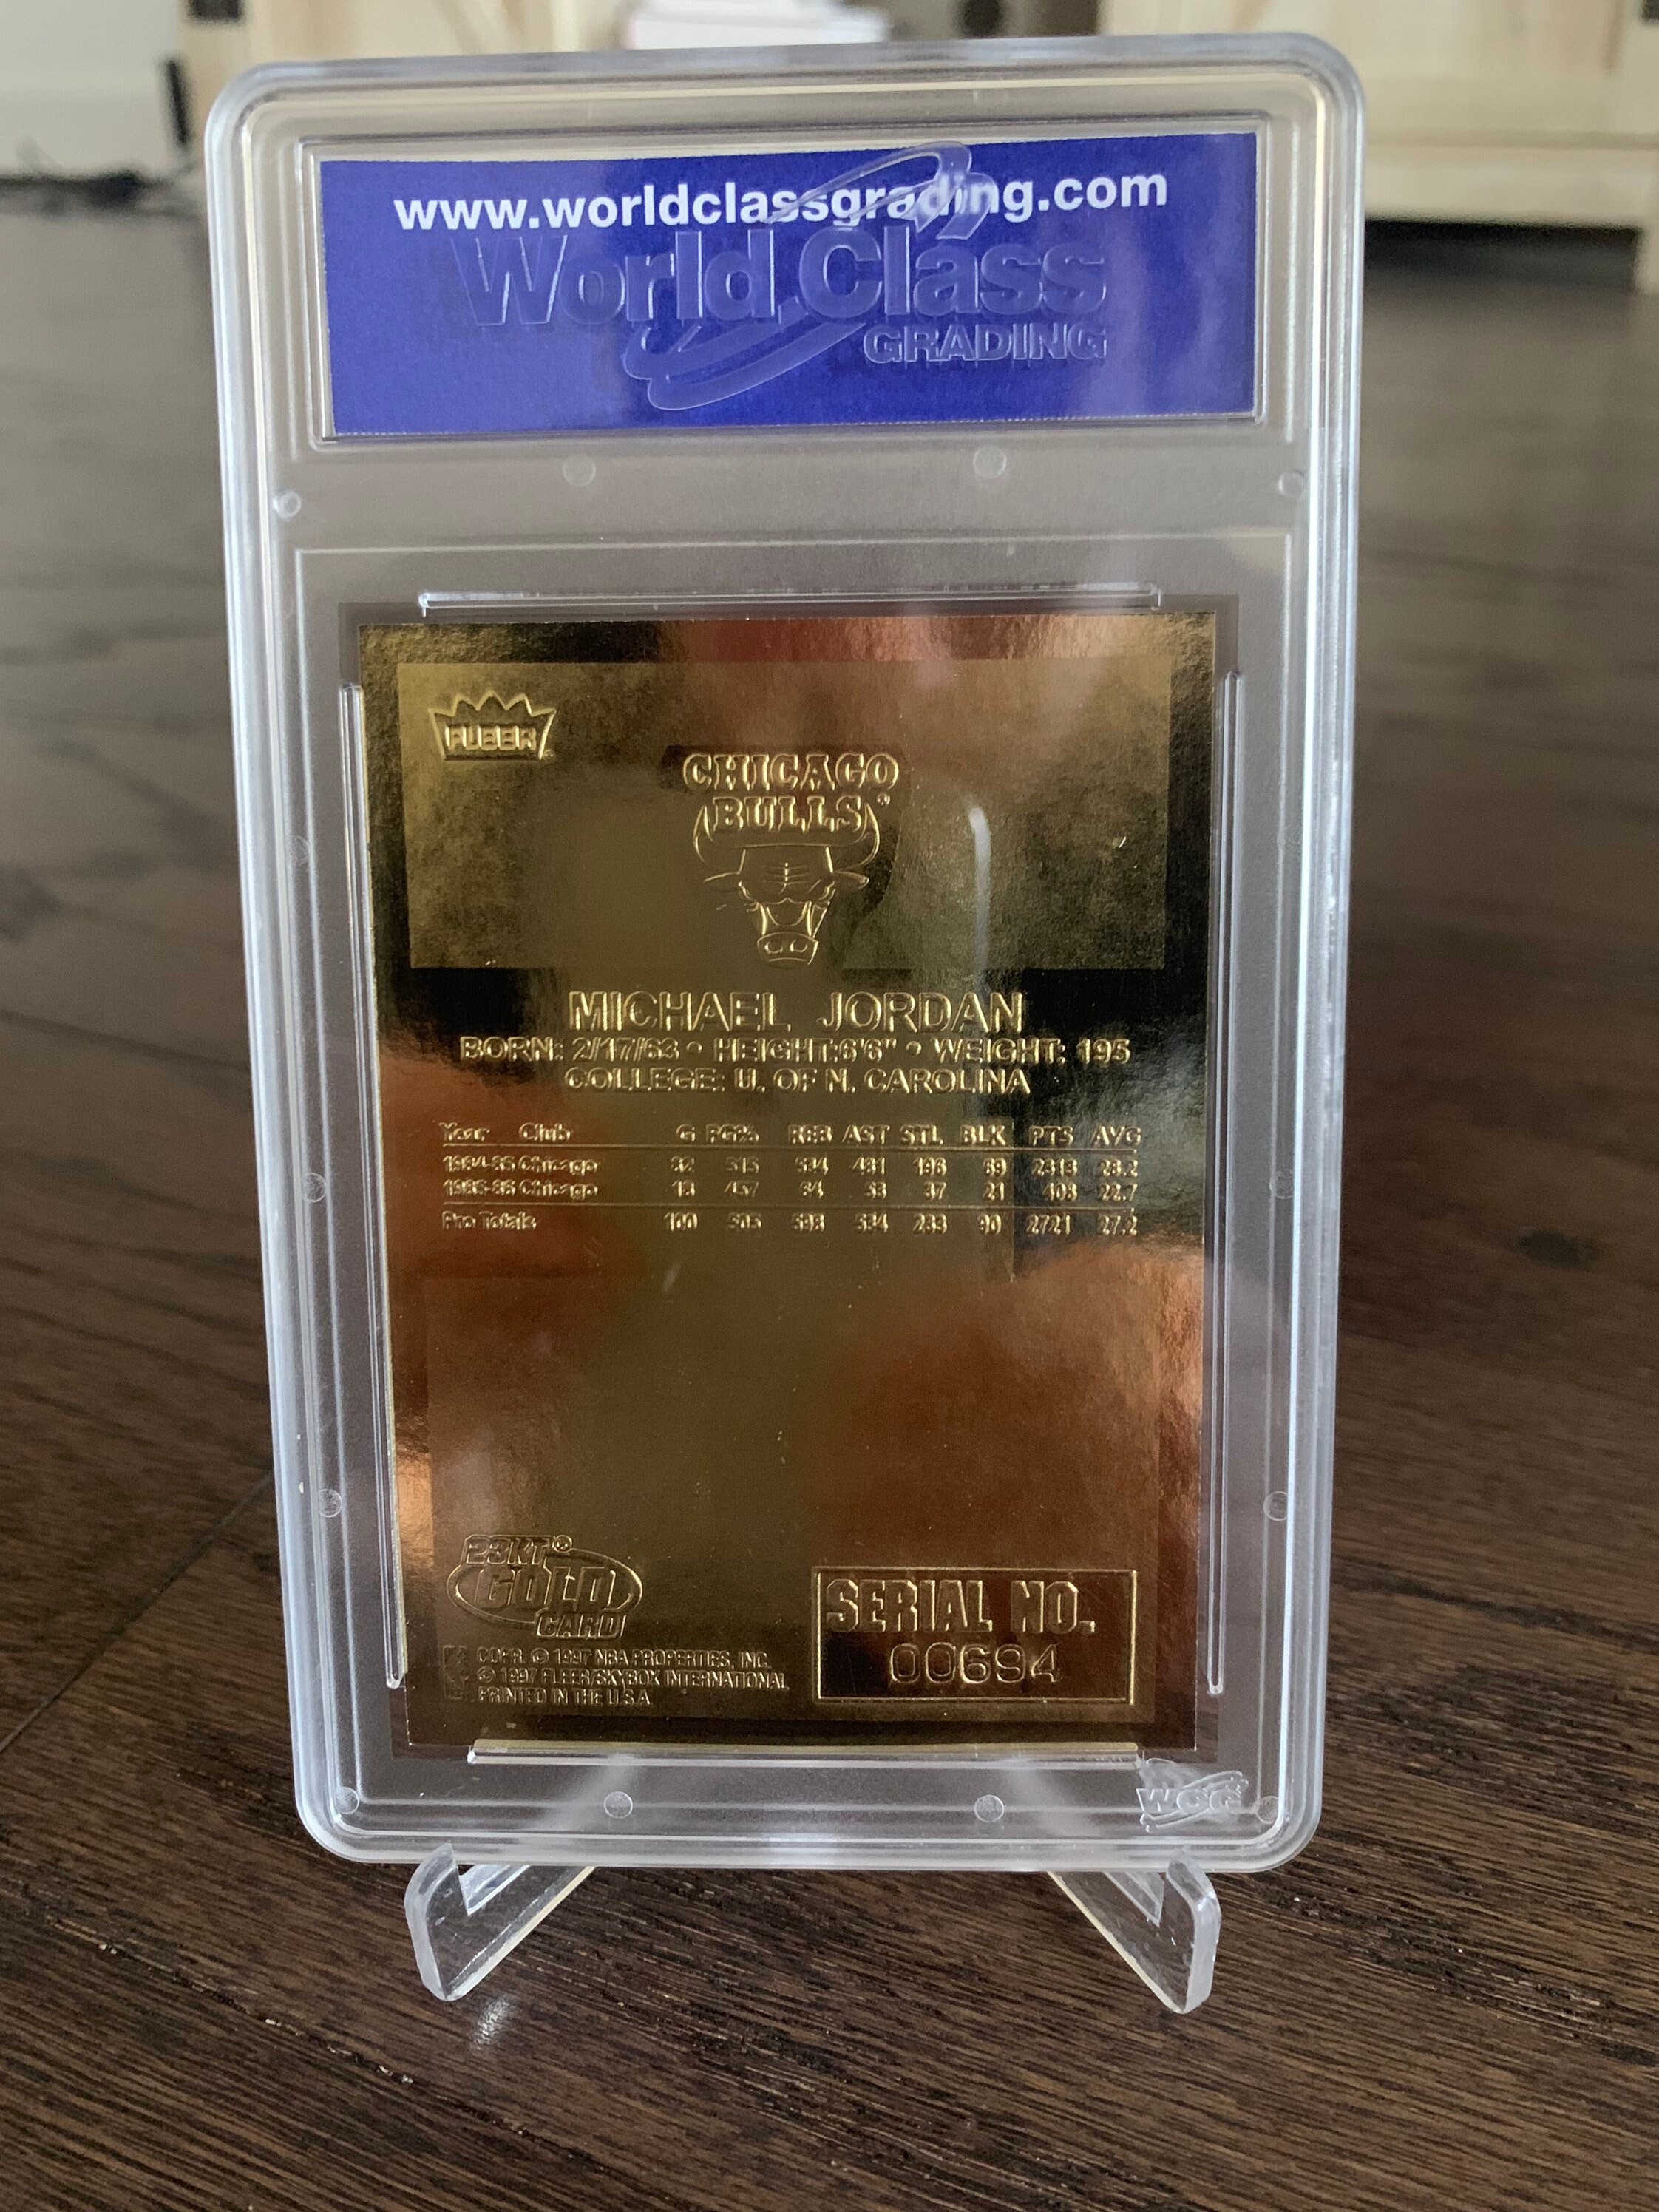 www.worldclassgrading.com
World Class
GRADING
FLEER
CHICAGO
BULLS®
MICHAEL JORDAN
BORN: 2/17/63 • HEIGHT:6'6" • WEIGHT: 195
COLLEGE: U. OF N. CAROLINA
Year Club G FG% REB AST STL BLK PTS AVG
1984-85 Chicago 82 .515 534 481 196 69 2313 28.2
1985-86 Chicago 18 .457 64 53 37 21 408 22.7
Pro Totals 100 .505 598 534 233 90 2721 27.2
23KT®
GOLD
CARD
COPR. © 1997 NBA PROPERTIES, INC.
© 1997 FLEER/SKYBOX INTERNATIONAL
PRINTED IN THE U.S.A.
SERIAL NO.
00694
WCG